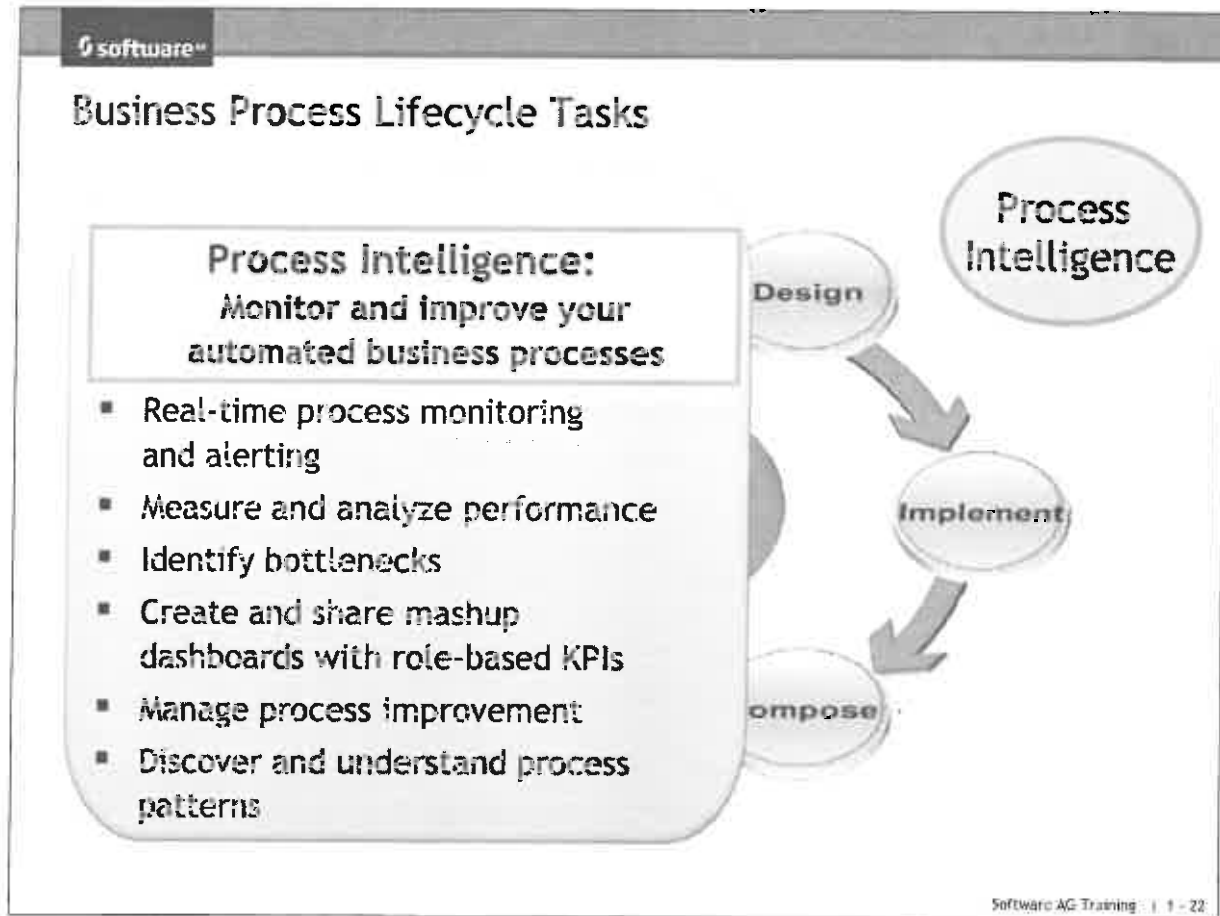 software AG
Business Process Lifecycle Tasks
Process
Intelligence
Process Intelligence:
Monitor and improve your
automated business processes
▪ Real-time process monitoring
and alerting
▪ Measure and analyze performance
▪ Identify bottlenecks
▪ Create and share mashup
dashboards with role-based KPIs
▪ Manage process improvement
▪ Discover and understand process
patterns
Design
Implement
ompose
Software AG Training | 1 - 22